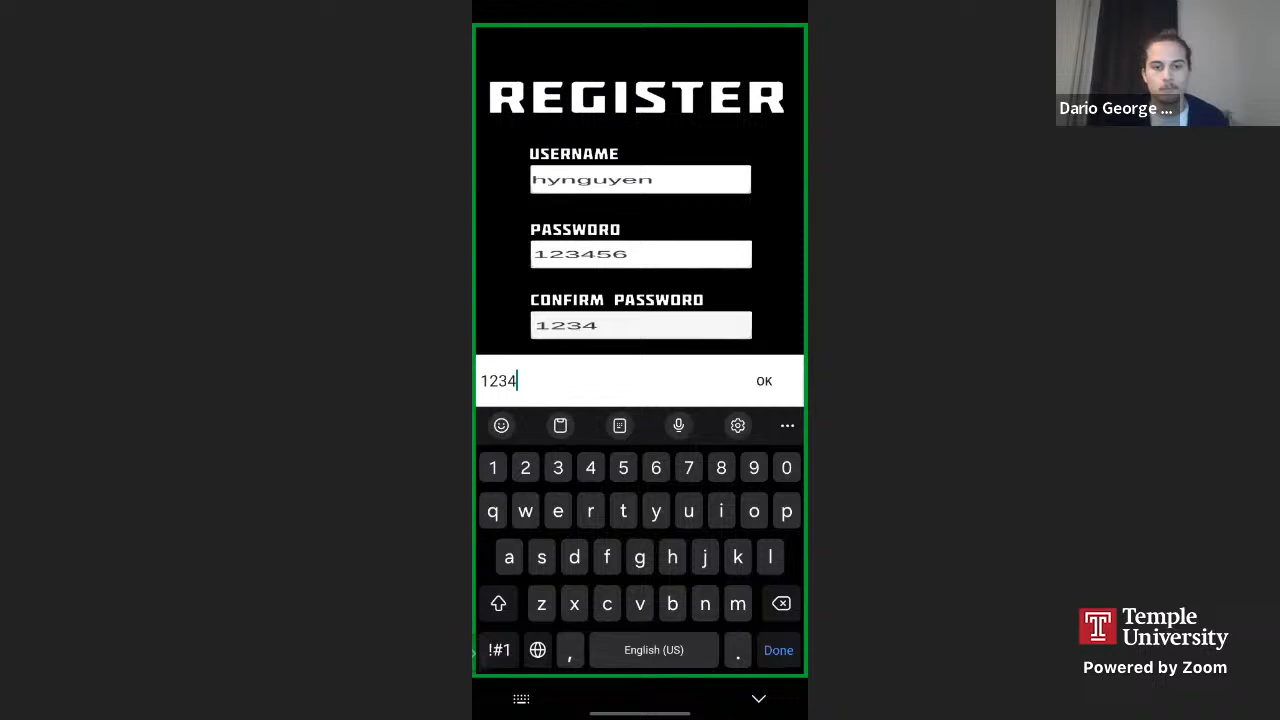 REGISTER
USERNAME
hynguyen
PASSWORD
123456
CONFIRM PASSWORD
1234
1234 OK
1 2 3 4 5 6 7 8 9 0
q w e r t y u i o p
a s d f g h j k l
z x c v b n m
!#1 , English (US) . Done
Dario George ...
Temple
University
Powered by Zoom